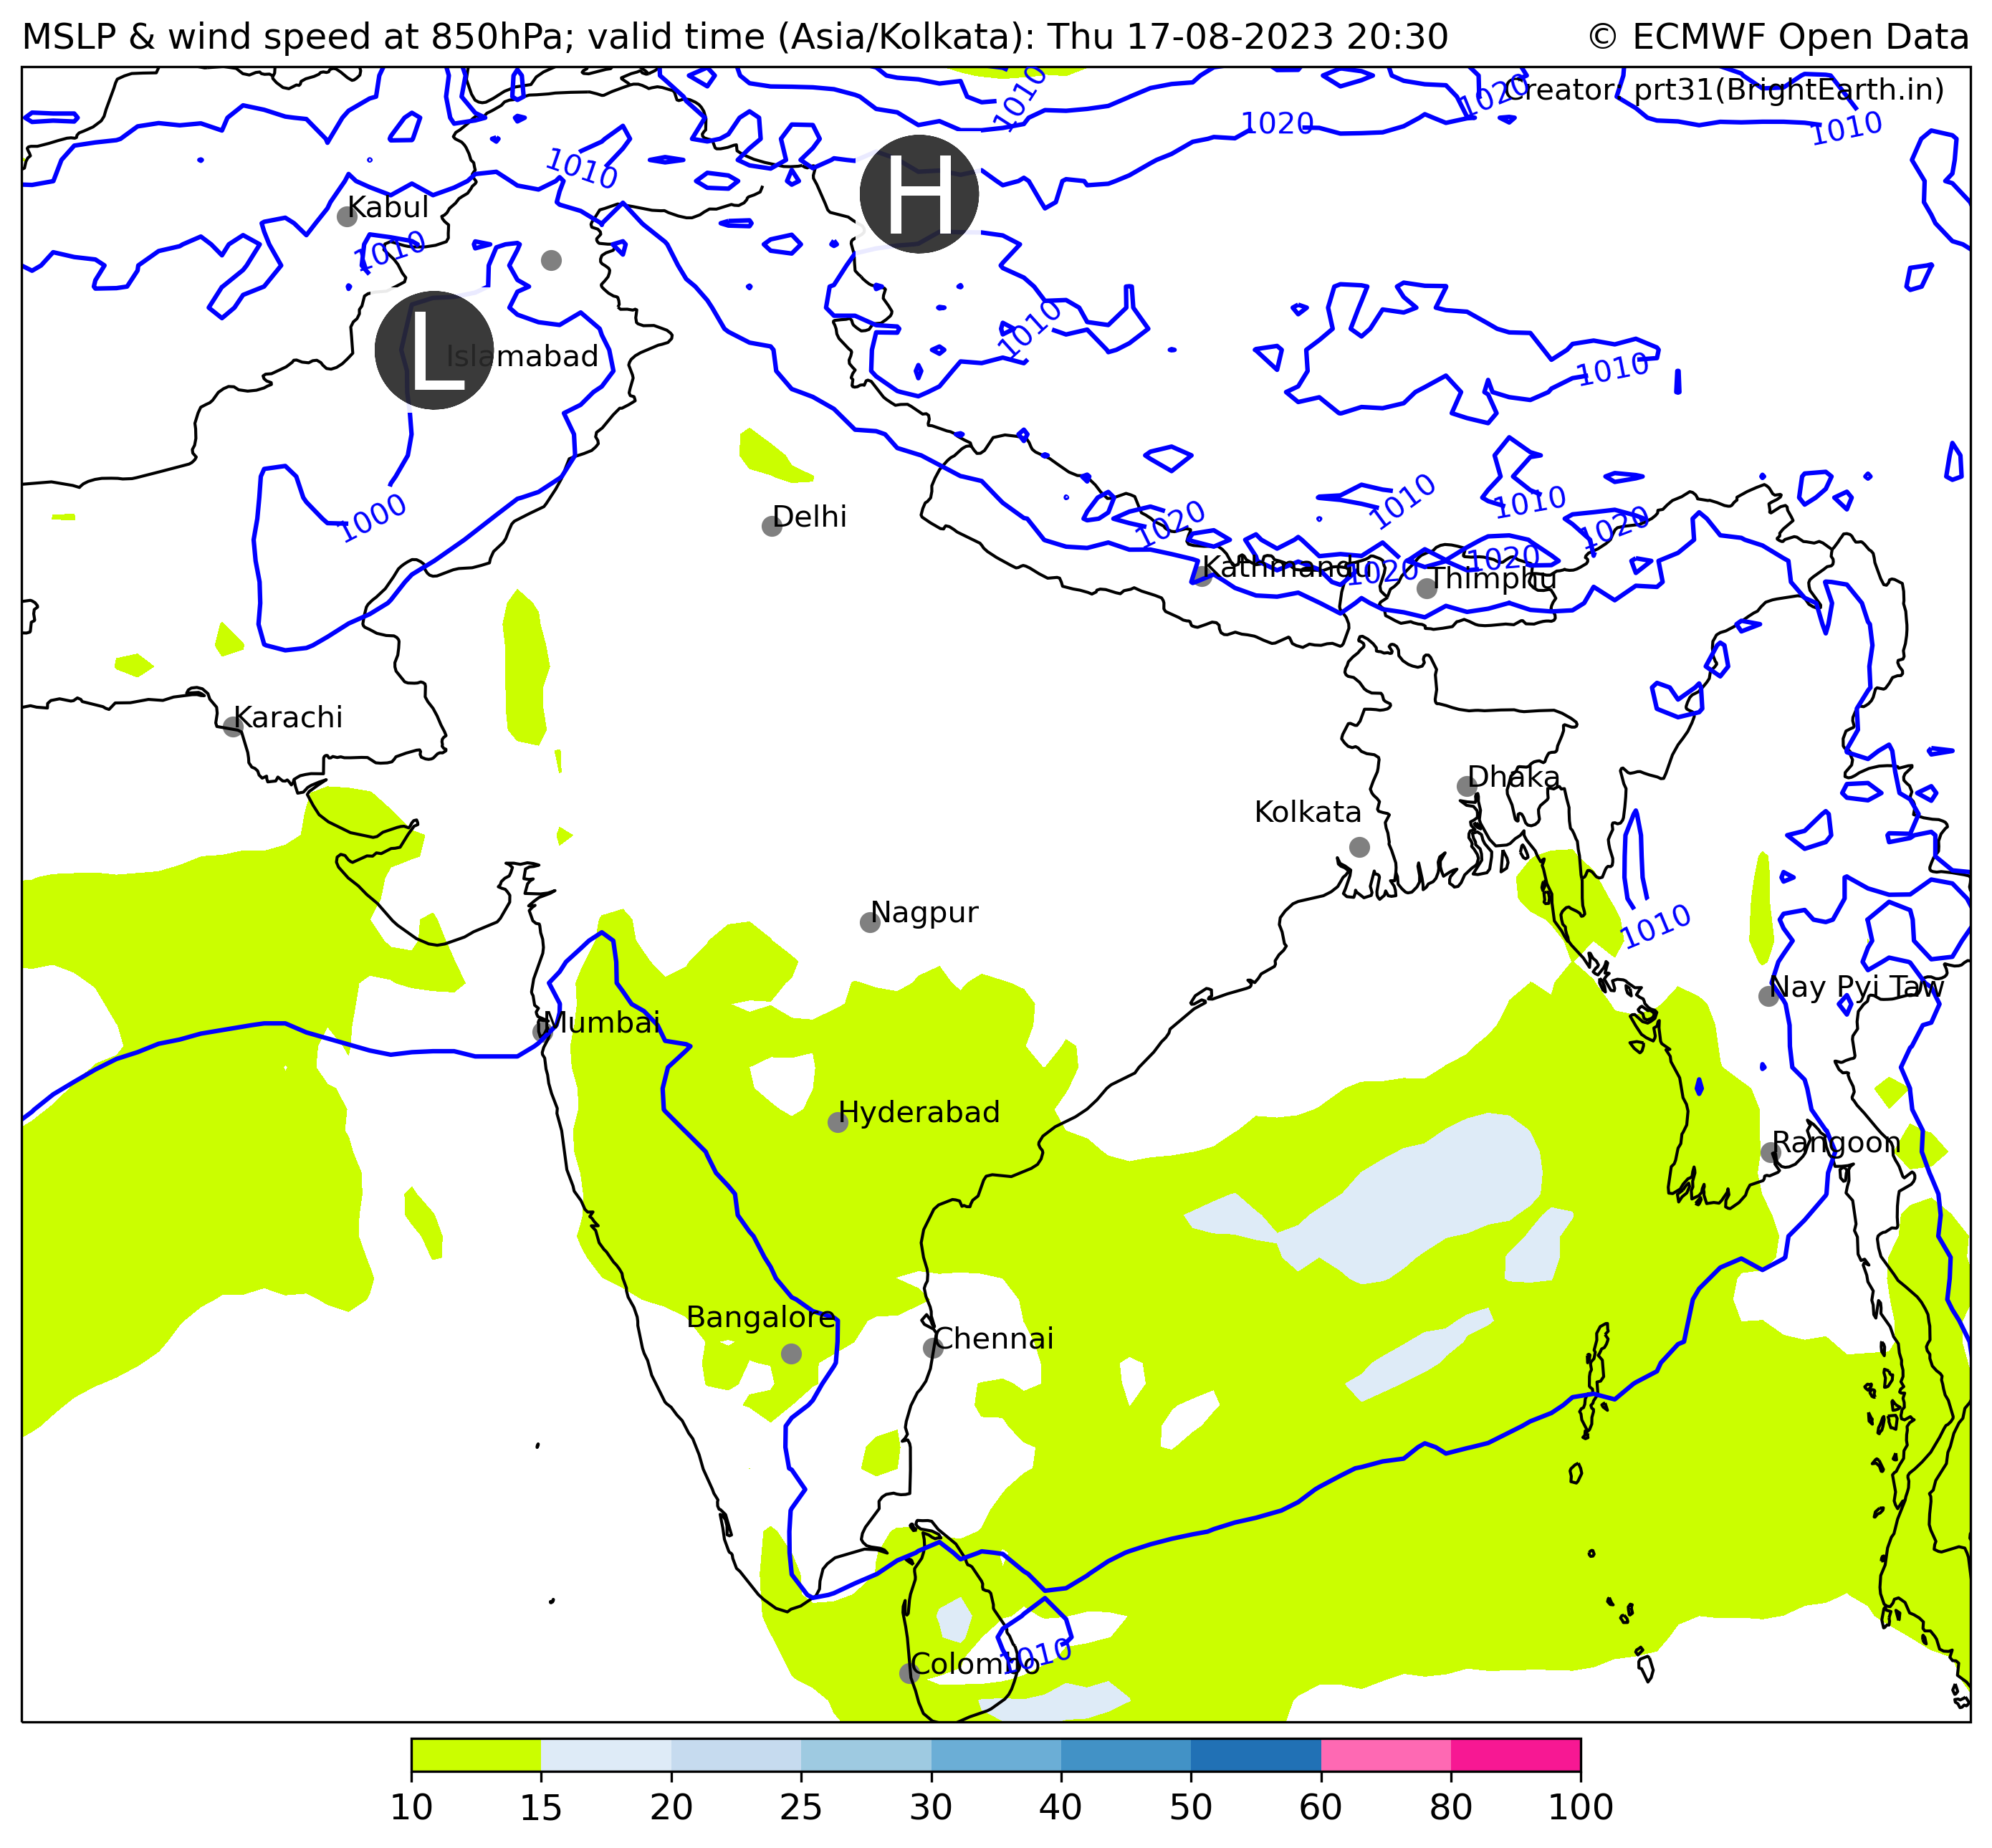 MSLP & wind speed at 850hPa; valid time (Asia/Kolkata): Thu 17-08-2023 20:30
© ECMWF Open Data
Creator: prt31(BrightEarth.in)
1010
1020
1020
1010
1010
H
Kabul
1010
L
Islamabad
1010
1010
1000
Delhi
1020
1010
1010
1020
Kathmandu
1020
1020
Thimphu
Karachi
Dhaka
Kolkata
Nagpur
1010
Nay Pyi Taw
Mumbai
Hyderabad
Rangoon
Bangalore
Chennai
Colombo
1010
10 15 20 25 30 40 50 60 80 100